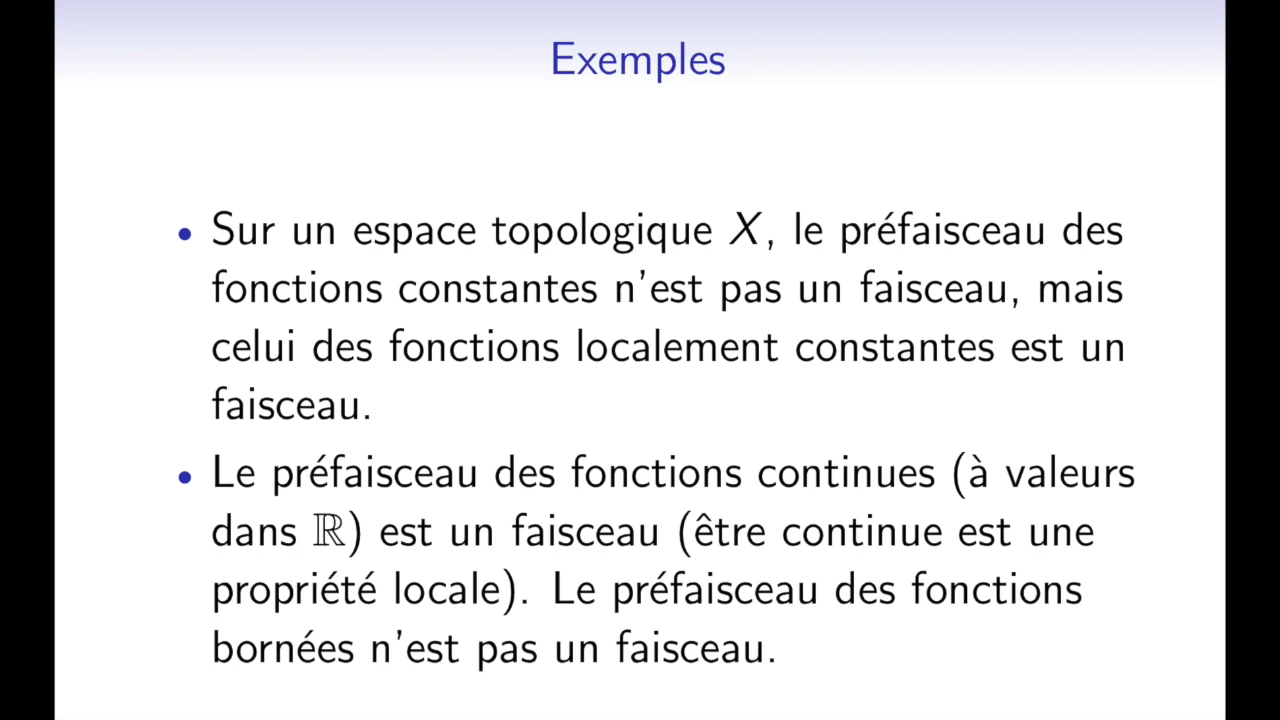 Exemples
• Sur un espace topologique X, le préfaisceau des
fonctions constantes n'est pas un faisceau, mais
celui des fonctions localement constantes est un
faisceau.
• Le préfaisceau des fonctions continues (à valeurs
dans ℝ) est un faisceau (être continue est une
propriété locale). Le préfaisceau des fonctions
bornées n'est pas un faisceau.